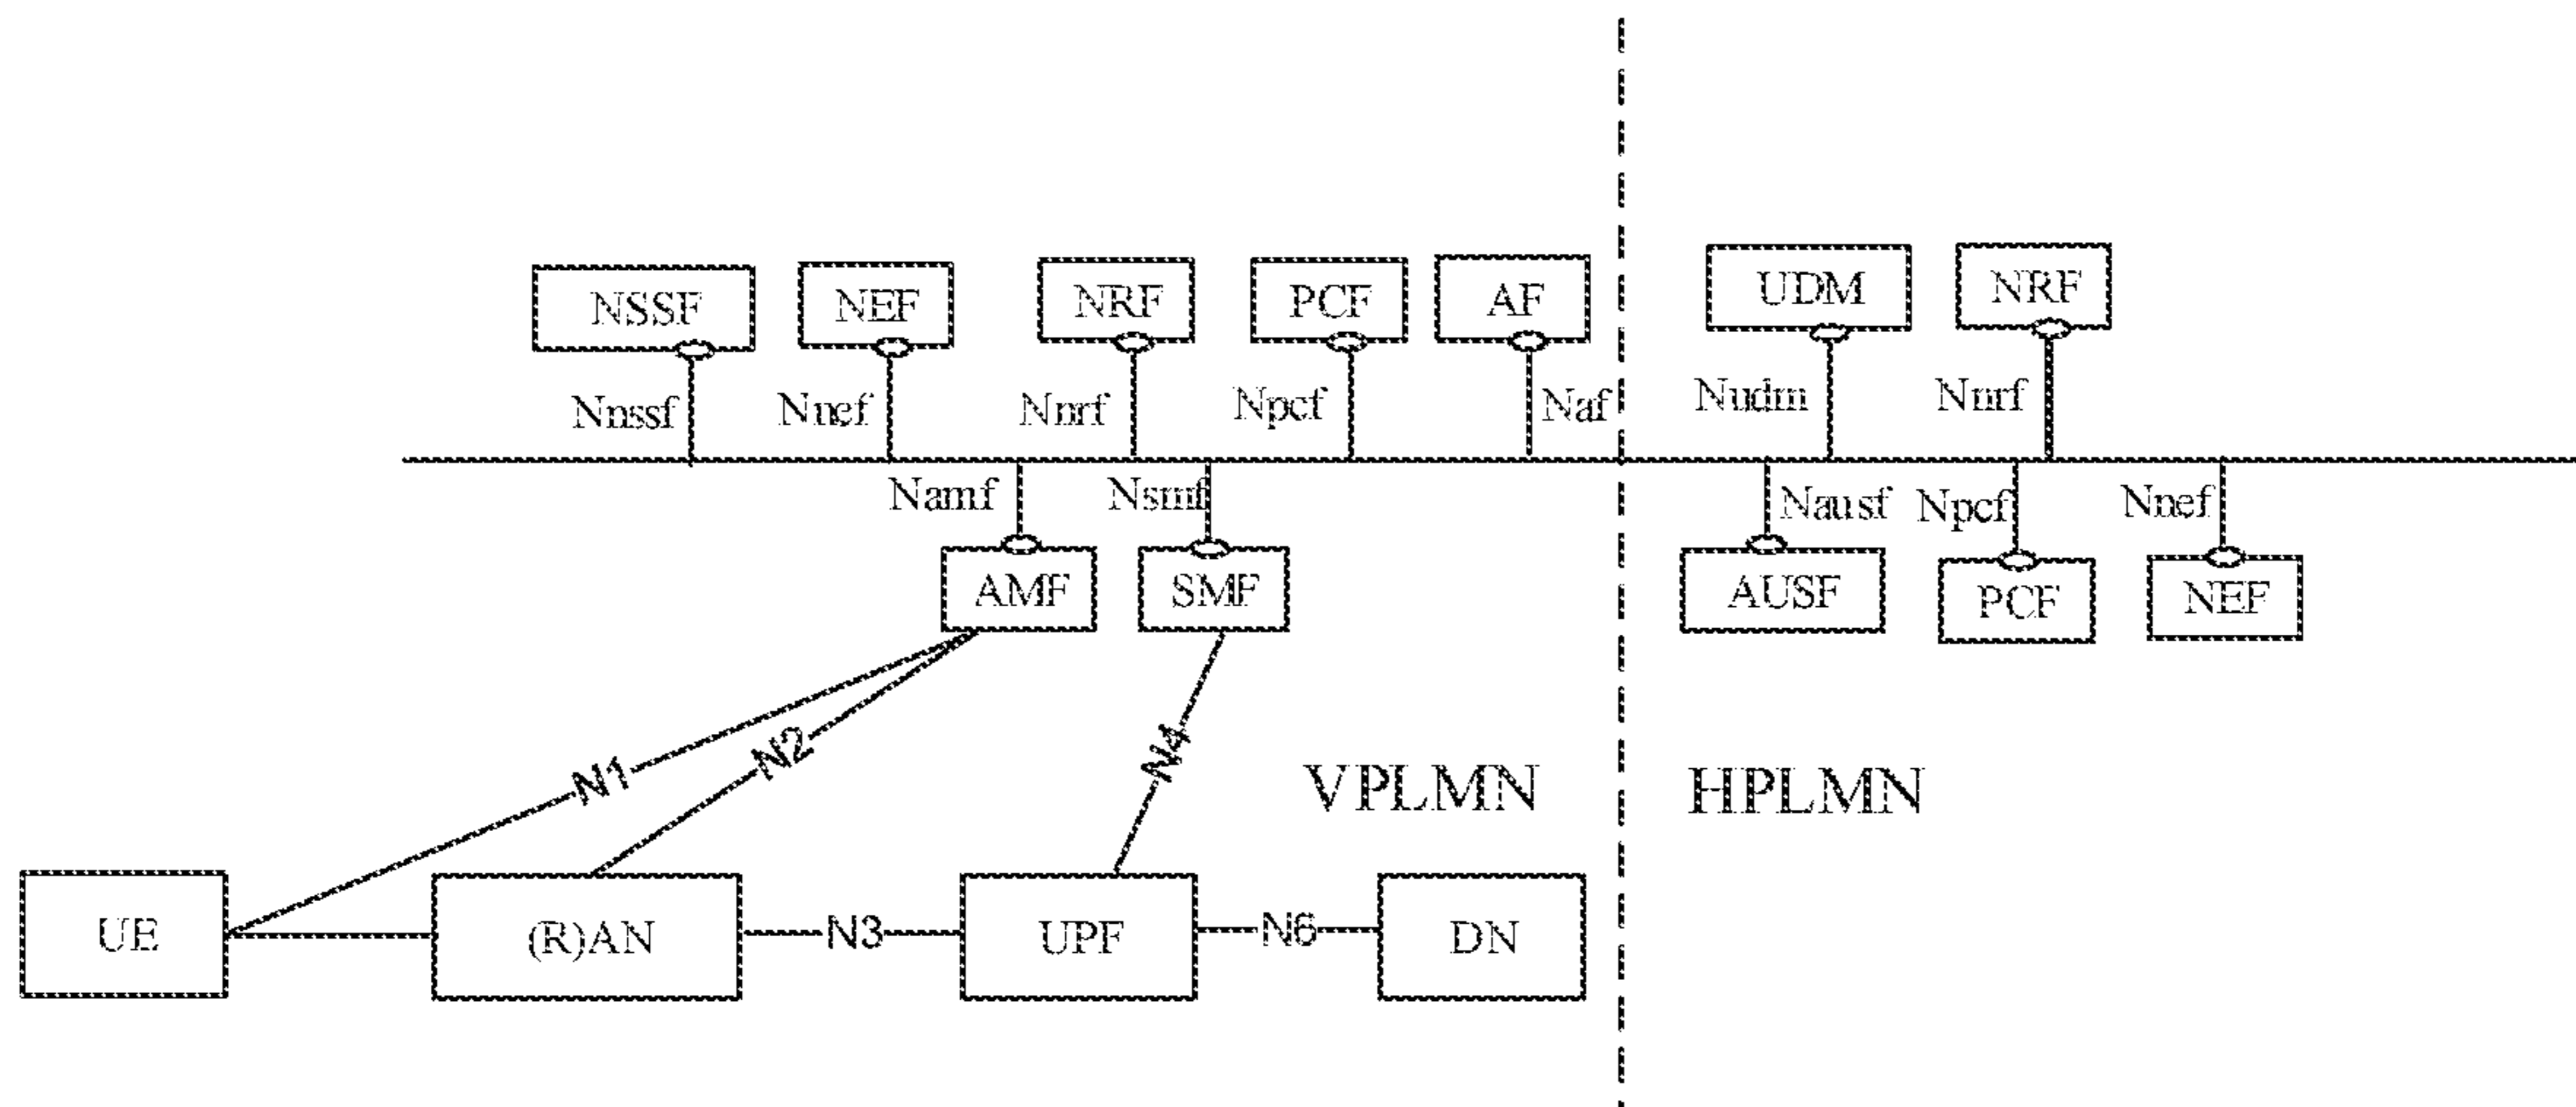 NSSF NEF NRF PCF AF UDM NRF
Nnssf Nnef Nnrf Npcf Naf Nudm Nnrf
Namf Nsmf Nausf Npcf Nnef
AMF SMF AUSF PCF NEF
N1 N2 N4 VPLMN HPLMN
UE (R)AN N3 UPF N6 DN